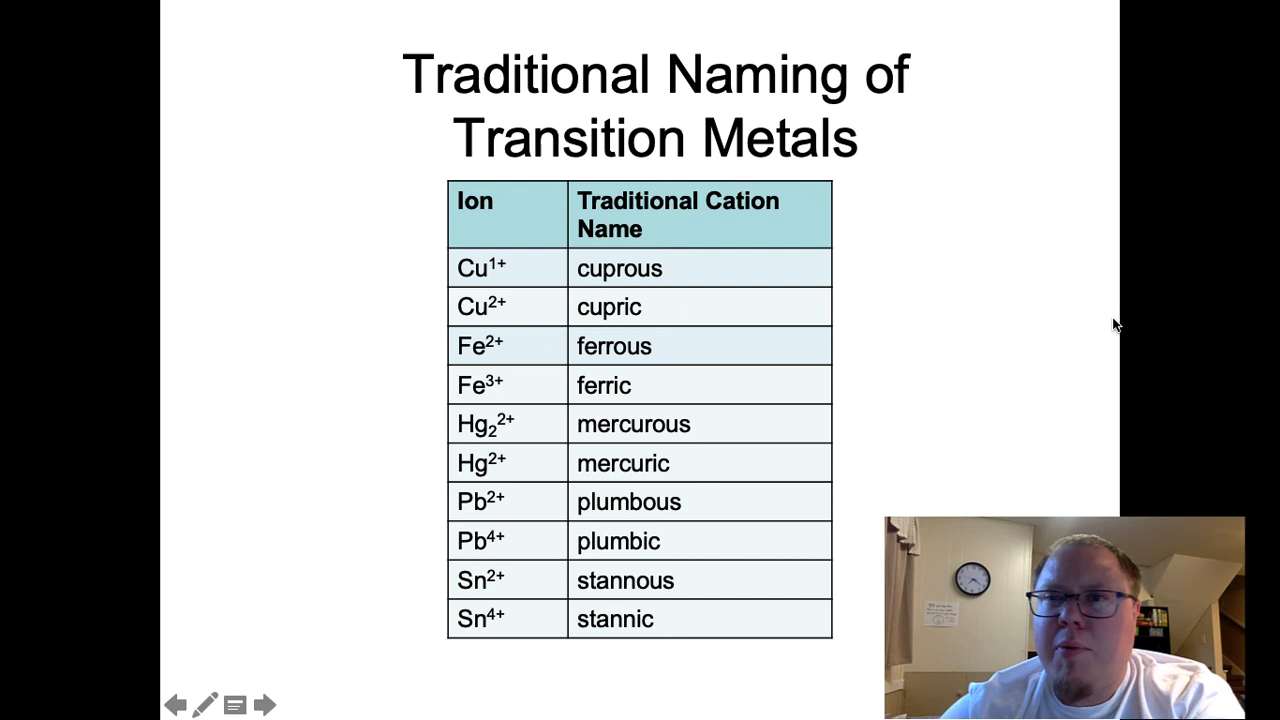 Traditional Naming of
Transition Metals
Ion Traditional Cation
Name
Cu¹⁺ cuprous
Cu²⁺ cupric
Fe²⁺ ferrous
Fe³⁺ ferric
Hg₂²⁺ mercurous
Hg²⁺ mercuric
Pb²⁺ plumbous
Pb⁴⁺ plumbic
Sn²⁺ stannous
Sn⁴⁺ stannic